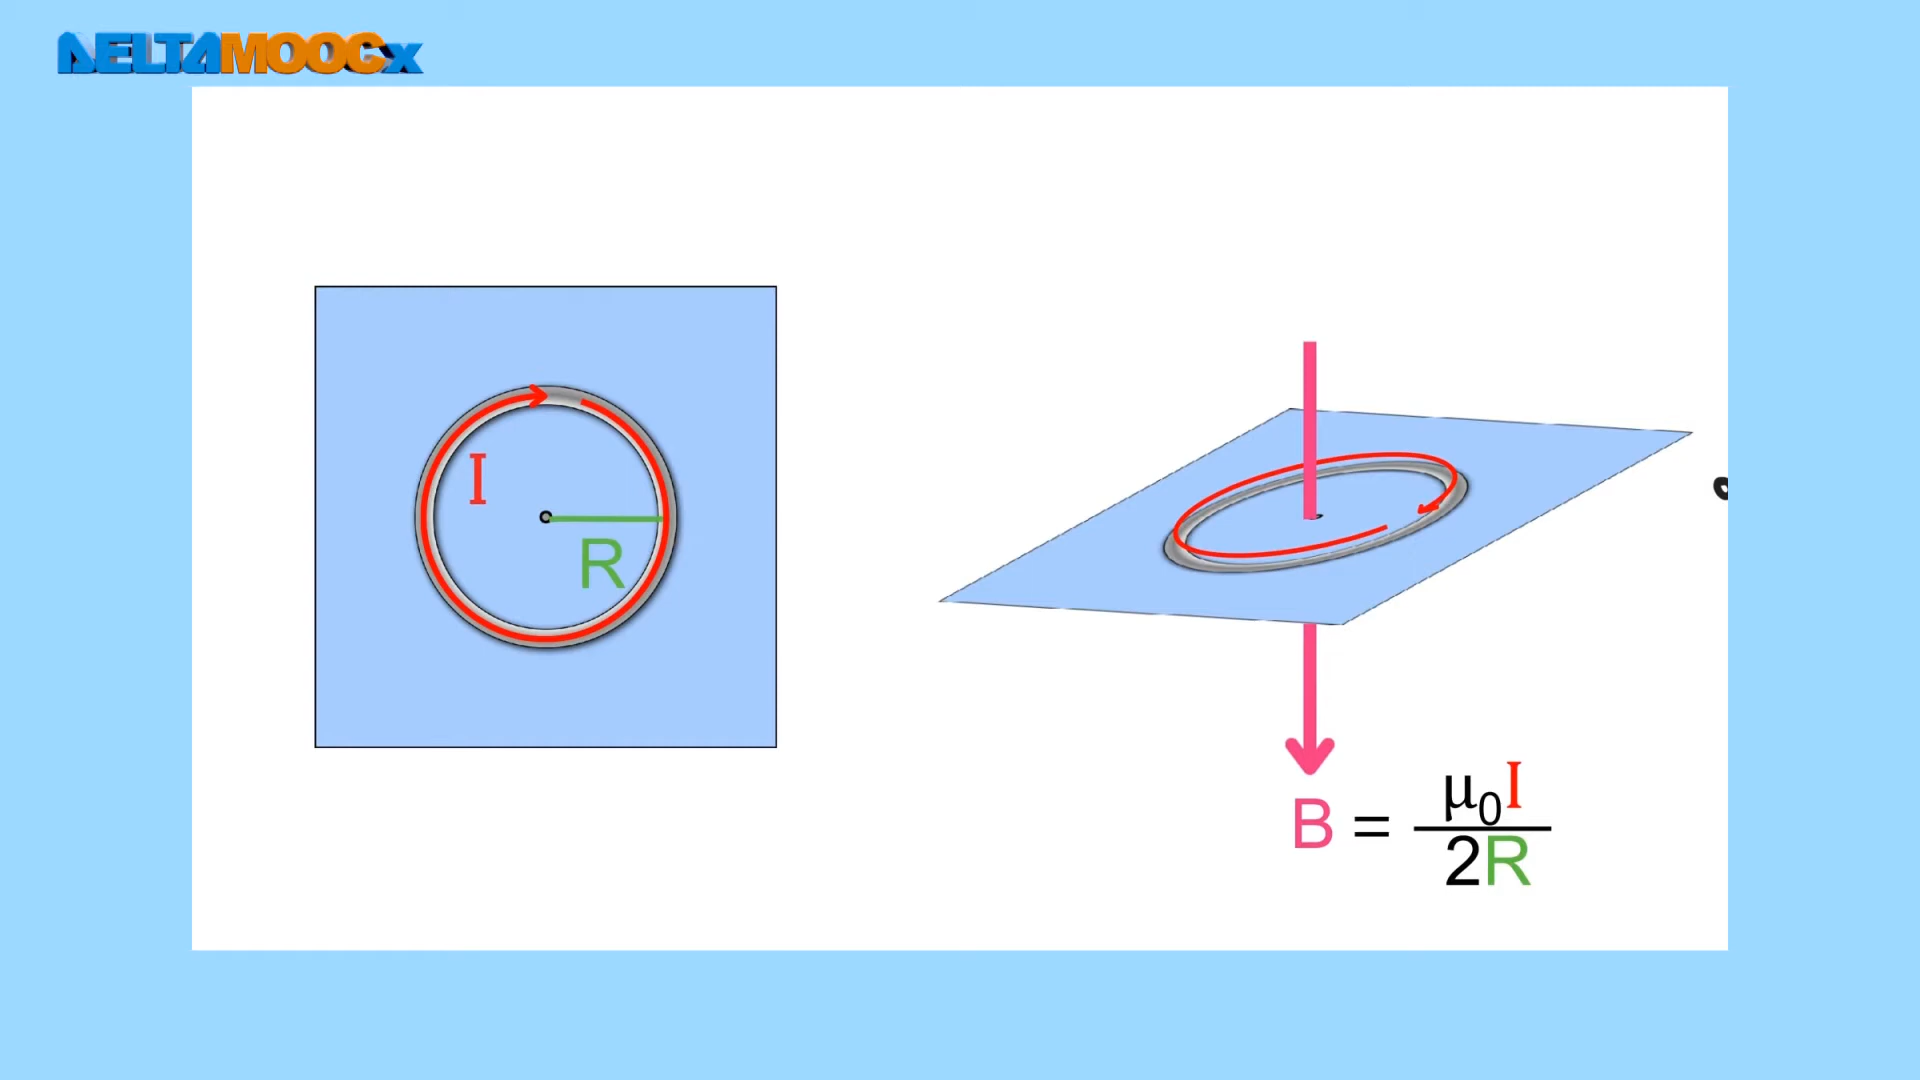 DELTAMOOCx
I
R
B = μ₀I / 2R